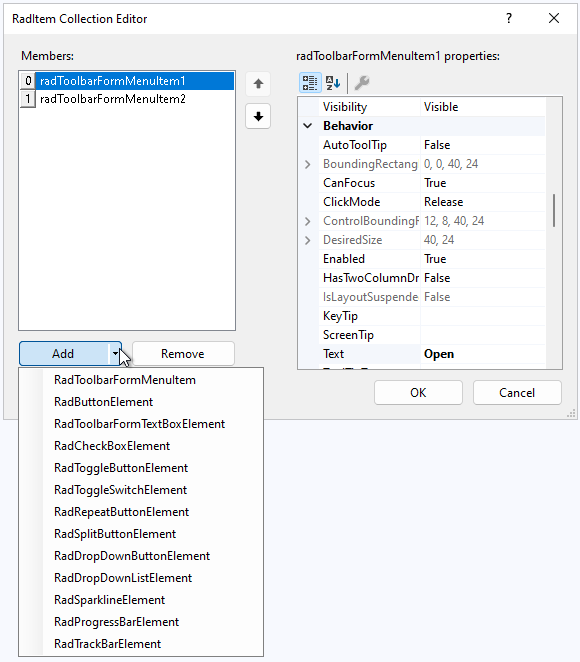 RadItem Collection Editor
?
Members:
0 radToolbarFormMenuItem1
1 radToolbarFormMenuItem2
Add
Remove
radToolbarFormMenuItem1 properties:
Visibility Visible
Behavior
AutoToolTip False
BoundingRectang 0, 0, 40, 24
CanFocus True
ClickMode Release
ControlBoundingF 12, 8, 40, 24
DesiredSize 40, 24
Enabled True
HasTwoColumnDr False
IsLayoutSuspende False
KeyTip
ScreenTip
Text Open
OK
Cancel
RadToolbarFormMenuItem
RadButtonElement
RadToolbarFormTextBoxElement
RadCheckBoxElement
RadToggleButtonElement
RadToggleSwitchElement
RadRepeatButtonElement
RadSplitButtonElement
RadDropDownButtonElement
RadDropDownListElement
RadSparklineElement
RadProgressBarElement
RadTrackBarElement